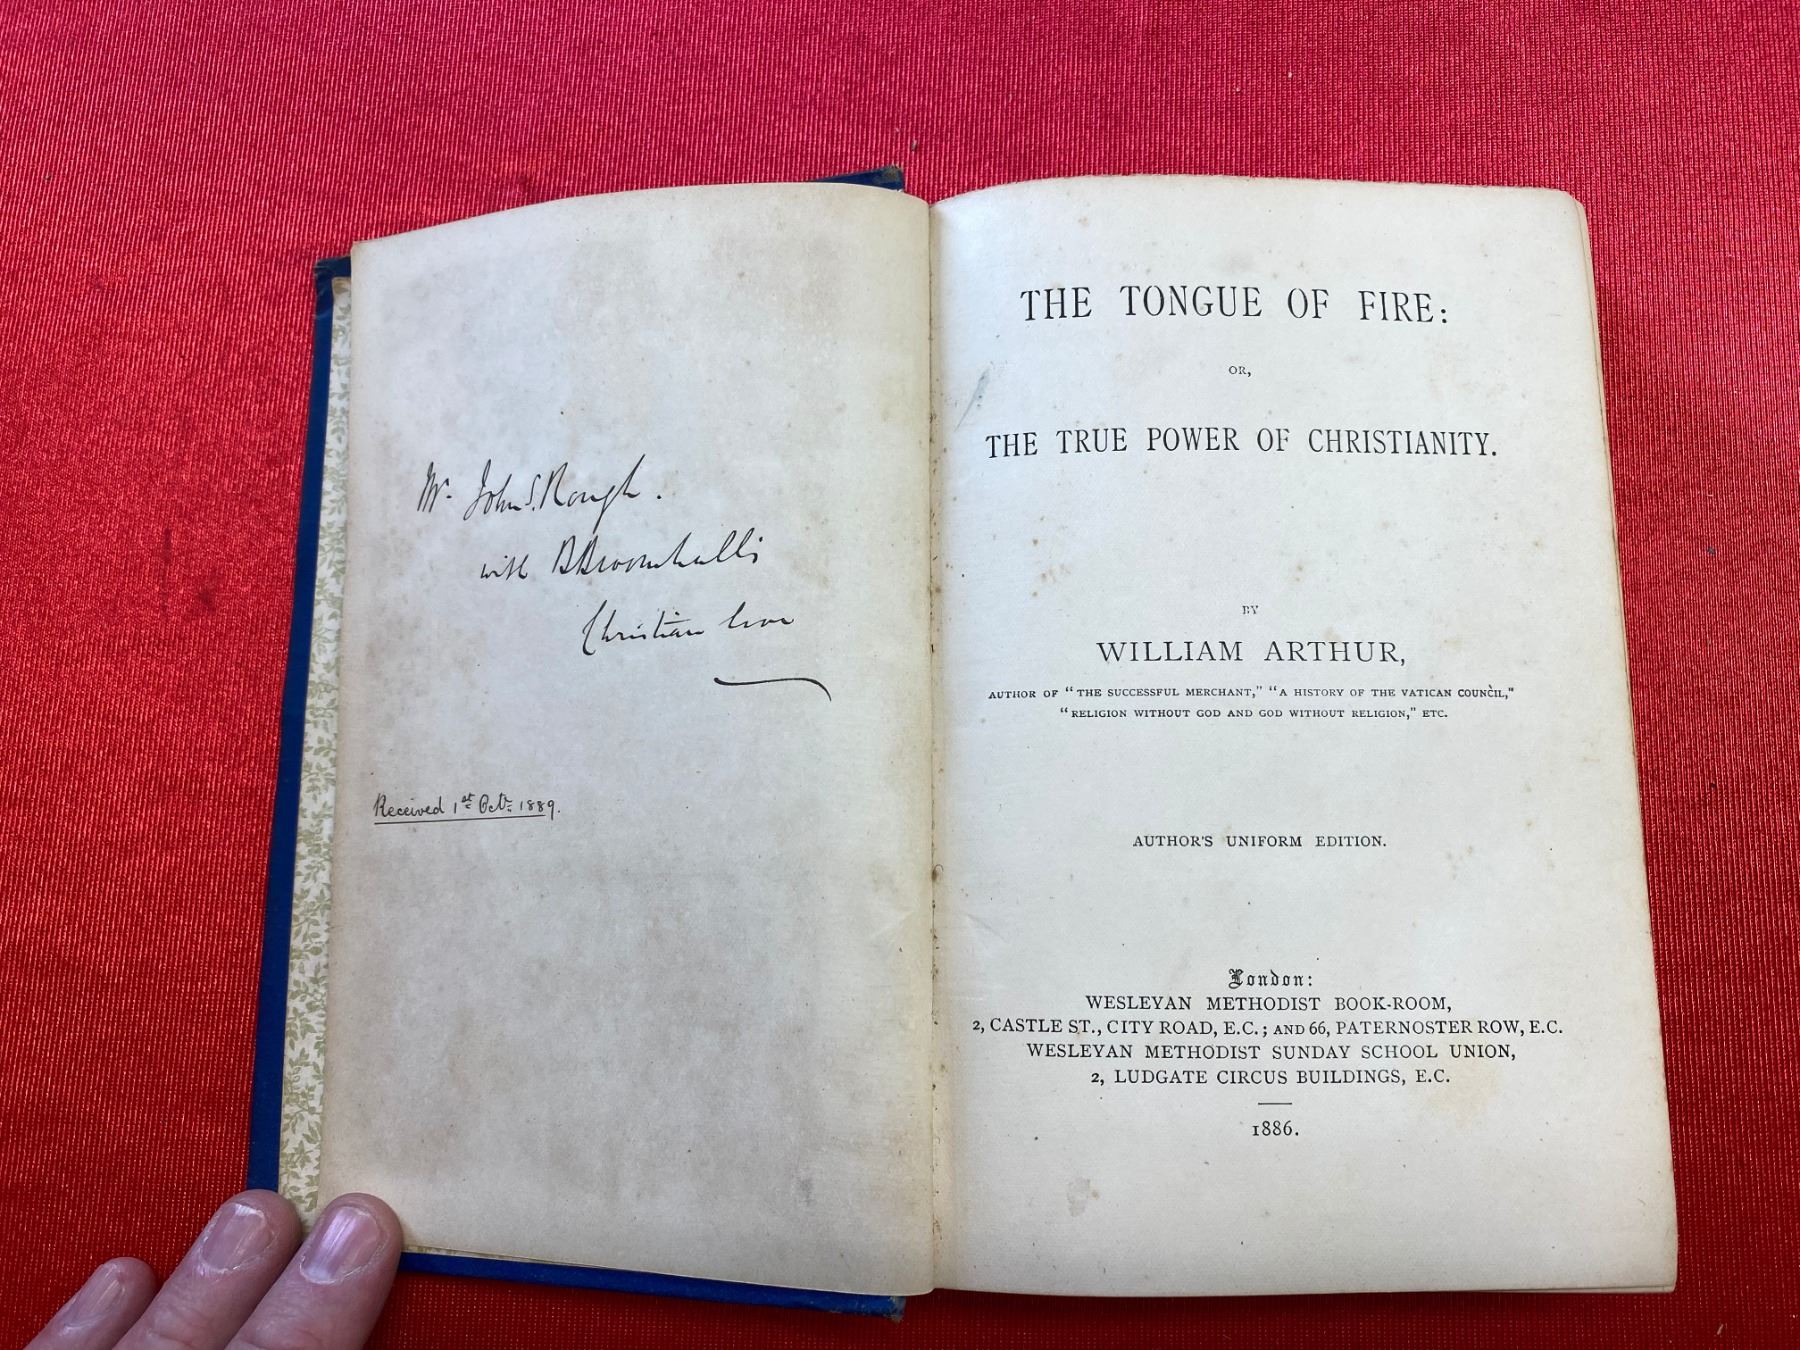 Mr. John S. Rough.
with B Broomhall's
Christian love
Received 1st Octr. 1889.
THE TONGUE OF FIRE:
OR,
THE TRUE POWER OF CHRISTIANITY.
BY
WILLIAM ARTHUR,
AUTHOR OF "THE SUCCESSFUL MERCHANT," "A HISTORY OF THE VATICAN COUNCIL,"
"RELIGION WITHOUT GOD AND GOD WITHOUT RELIGION," ETC.
AUTHOR'S UNIFORM EDITION.
London:
WESLEYAN METHODIST BOOK-ROOM,
2, CASTLE ST., CITY ROAD, E.C.; AND 66, PATERNOSTER ROW, E.C.
WESLEYAN METHODIST SUNDAY SCHOOL UNION,
2, LUDGATE CIRCUS BUILDINGS, E.C.
1886.